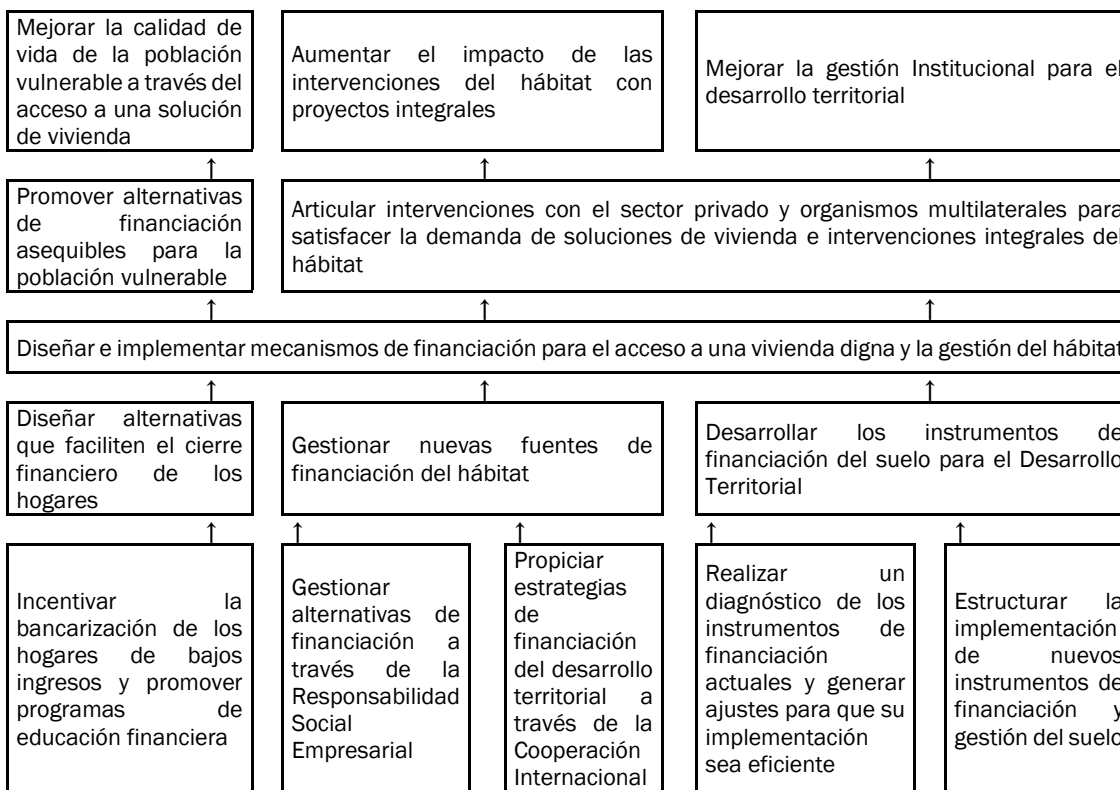 Mejorar la calidad de
vida de la población
vulnerable a través del
acceso a una solución
de vivienda
Aumentar el impacto de las
intervenciones del hábitat con
proyectos integrales
Mejorar la gestión Institucional para el
desarrollo territorial
Promover alternativas
de financiación
asequibles para la
población vulnerable
Articular intervenciones con el sector privado y organismos multilaterales para
satisfacer la demanda de soluciones de vivienda e intervenciones integrales del
hábitat
Diseñar e implementar mecanismos de financiación para el acceso a una vivienda digna y la gestión del hábitat
Diseñar alternativas
que faciliten el cierre
financiero de los
hogares
Gestionar nuevas fuentes de
financiación del hábitat
Desarrollar los instrumentos de
financiación del suelo para el Desarrollo
Territorial
Incentivar la
bancarización de los
hogares de bajos
ingresos y promover
programas de
educación financiera
Gestionar
alternativas de
financiación a
través de la
Responsabilidad
Social
Empresarial
Propiciar
estrategias
de
financiación
del desarrollo
territorial a
través de la
Cooperación
Internacional
Realizar un
diagnóstico de los
instrumentos de
financiación
actuales y generar
ajustes para que su
implementación
sea eficiente
Estructurar la
implementación
de nuevos
instrumentos de
financiación y
gestión del suelo